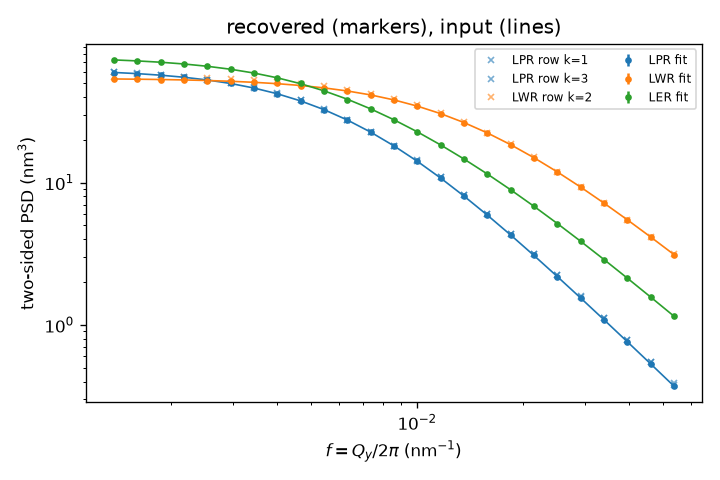 recovered (markers), input (lines)
LPR row k=1
LPR row k=3
LWR row k=2
LPR fit
LWR fit
LER fit
two-sided PSD (nm³)
10¹
10⁰
10⁻²
f = Q_y/2π (nm⁻¹)